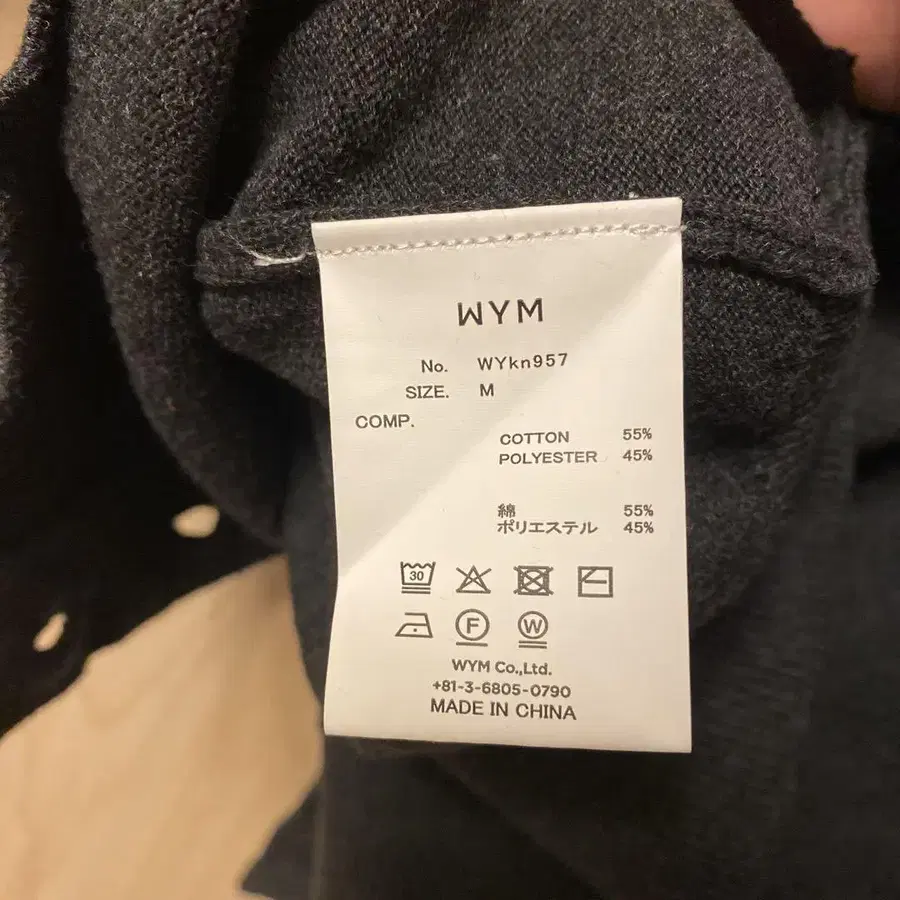 WYM
No. WYkn957
SIZE. M
COMP.
COTTON 55%
POLYESTER 45%
綿 55%
ポリエステル 45%
30
F W
WYM Co.,Ltd.
+81-3-6805-0790
MADE IN CHINA